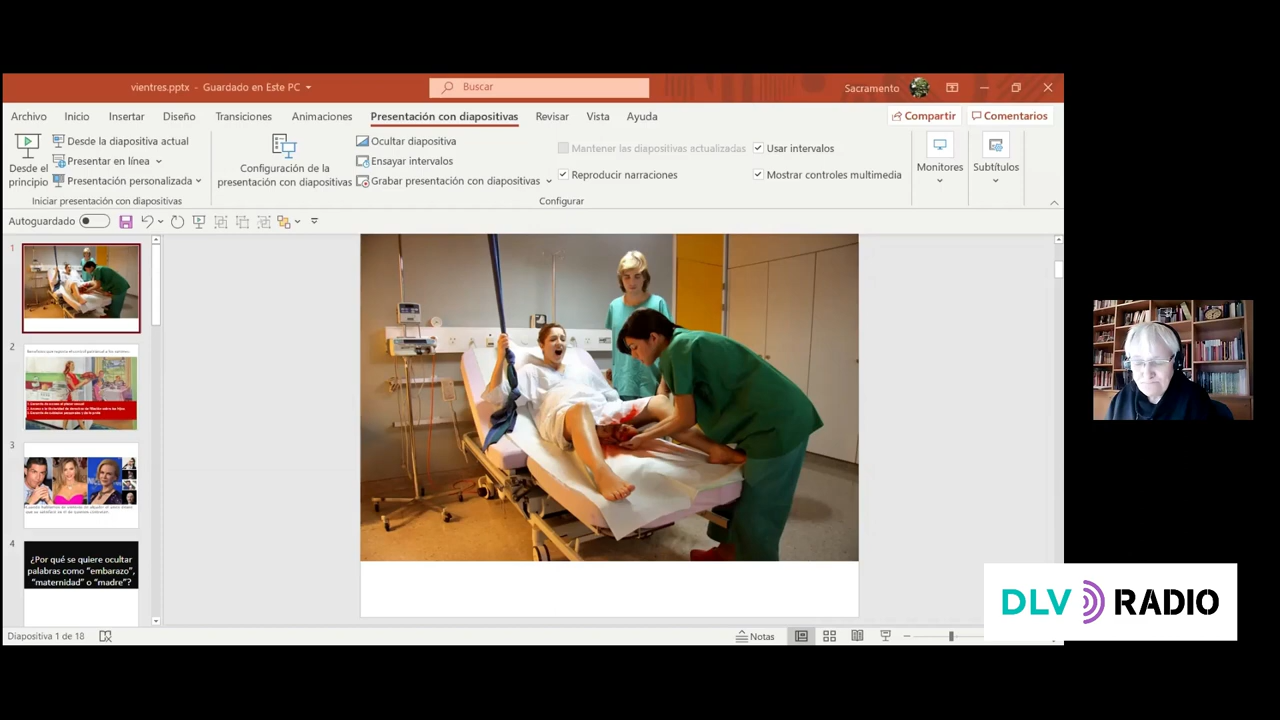 vientres.pptx - Guardado en Este PC
Buscar
Sacramento
Archivo Inicio Insertar Diseño Transiciones Animaciones Presentación con diapositivas Revisar Vista Ayuda
Compartir Comentarios
Desde el principio
Desde la diapositiva actual
Presentar en línea
Presentación personalizada
Iniciar presentación con diapositivas
Configuración de la
presentación con diapositivas
Ocultar diapositiva
Ensayar intervalos
Grabar presentación con diapositivas
Mantener las diapositivas actualizadas
Reproducir narraciones
Usar intervalos
Mostrar controles multimedia
Configurar
Monitores
Subtítulos
Autoguardado
1
2
3
4
¿Por qué se quiere ocultar
palabras como "embarazo",
"maternidad" o "madre"?
Diapositiva 1 de 18
Notas
DLV RADIO